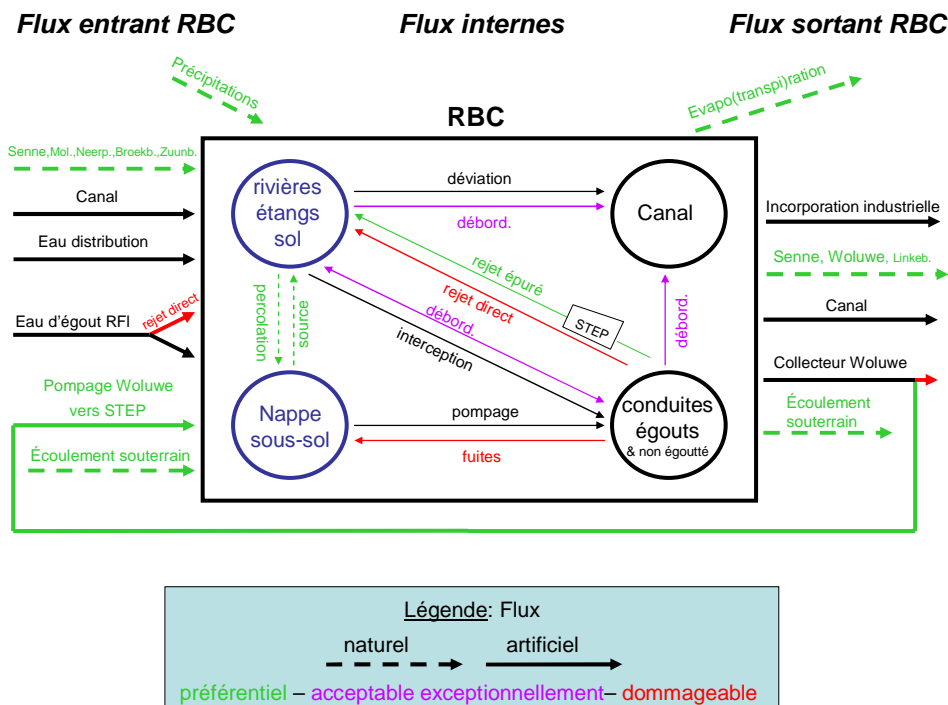 Flux entrant RBC
Flux internes
Flux sortant RBC
Précipitations
Evapo(transpi)ration
RBC
Senne,Mol.,Neerp.,Broekb.,Zuunb.
Canal
Eau distribution
Eau d'égout RFI
rejet direct
Pompage Woluwe
vers STEP
Écoulement souterrain
rivières
étangs
sol
déviation
débord.
Canal
rejet épuré
rejet direct
STEP
débord.
percolation
source
débord.
interception
Nappe
sous-sol
pompage
fuites
conduites
égouts
& non égoutté
Incorporation industrielle
Senne, Woluwe, Linkeb.
Canal
Collecteur Woluwe
Écoulement
souterrain
Légende: Flux
naturel
artificiel
préférentiel – acceptable exceptionnellement– dommageable